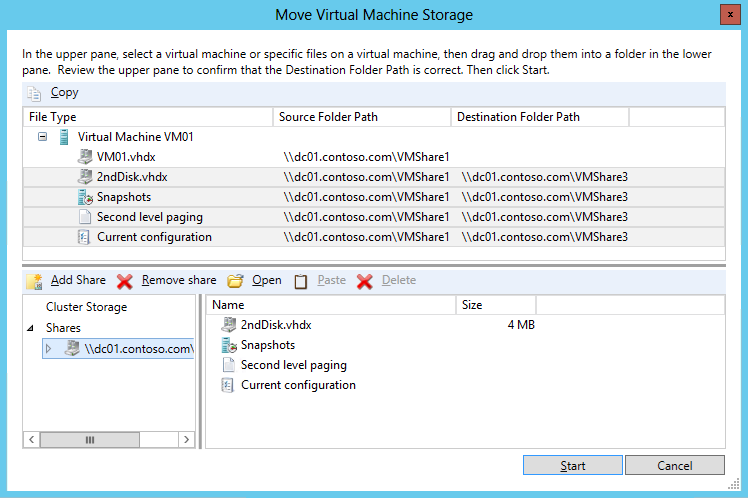 Move Virtual Machine Storage
x
In the upper pane, select a virtual machine or specific files on a virtual machine, then drag and drop them into a folder in the lower
pane. Review the upper pane to confirm that the Destination Folder Path is correct. Then click Start.
Copy
File Type Source Folder Path Destination Folder Path
Virtual Machine VM01
VM01.vhdx \\dc01.contoso.com\VMShare1
2ndDisk.vhdx \\dc01.contoso.com\VMShare1 \\dc01.contoso.com\VMShare3
Snapshots \\dc01.contoso.com\VMShare1 \\dc01.contoso.com\VMShare3
Second level paging \\dc01.contoso.com\VMShare1 \\dc01.contoso.com\VMShare3
Current configuration \\dc01.contoso.com\VMShare1 \\dc01.contoso.com\VMShare3
Add Share Remove share Open Paste Delete
Cluster Storage
Shares
\\dc01.contoso.com\
Name Size
2ndDisk.vhdx 4 MB
Snapshots
Second level paging
Current configuration
Start Cancel